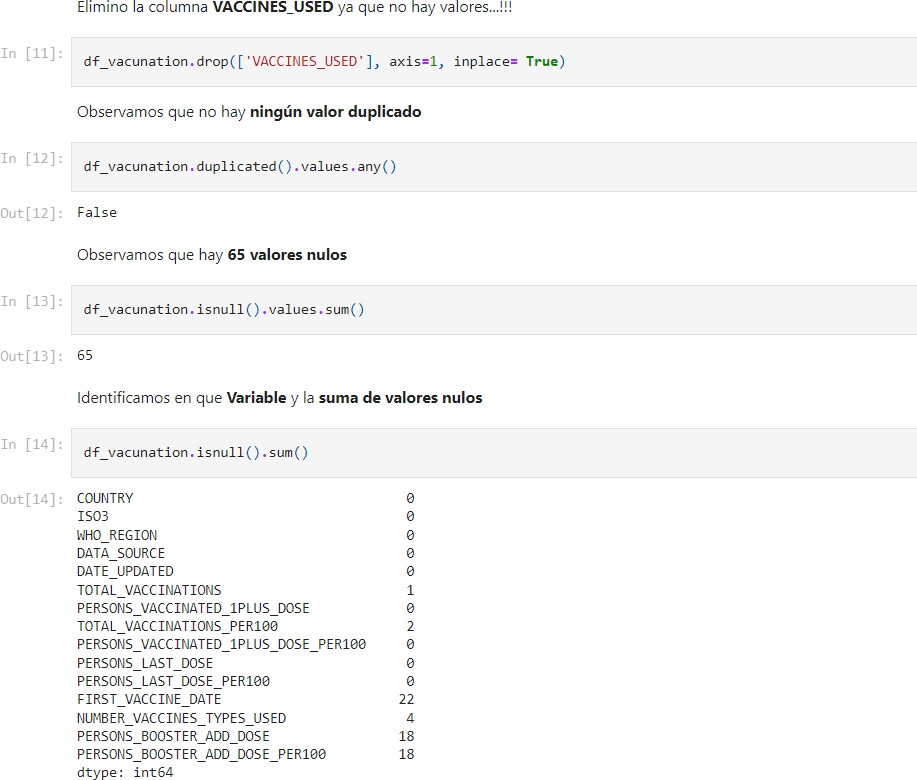 Elimino la columna VACCINES_USED ya que no hay valores...!!!
In [11]: df_vacunation.drop(['VACCINES_USED'], axis=1, inplace= True)
Observamos que no hay ningún valor duplicado
In [12]: df_vacunation.duplicated().values.any()
Out[12]: False
Observamos que hay 65 valores nulos
In [13]: df_vacunation.isnull().values.sum()
Out[13]: 65
Identificamos en que Variable y la suma de valores nulos
In [14]: df_vacunation.isnull().sum()
Out[14]: COUNTRY 0
ISO3 0
WHO_REGION 0
DATA_SOURCE 0
DATE_UPDATED 0
TOTAL_VACCINATIONS 1
PERSONS_VACCINATED_1PLUS_DOSE 0
TOTAL_VACCINATIONS_PER100 2
PERSONS_VACCINATED_1PLUS_DOSE_PER100 0
PERSONS_LAST_DOSE 0
PERSONS_LAST_DOSE_PER100 0
FIRST_VACCINE_DATE 22
NUMBER_VACCINES_TYPES_USED 4
PERSONS_BOOSTER_ADD_DOSE 18
PERSONS_BOOSTER_ADD_DOSE_PER100 18
dtype: int64